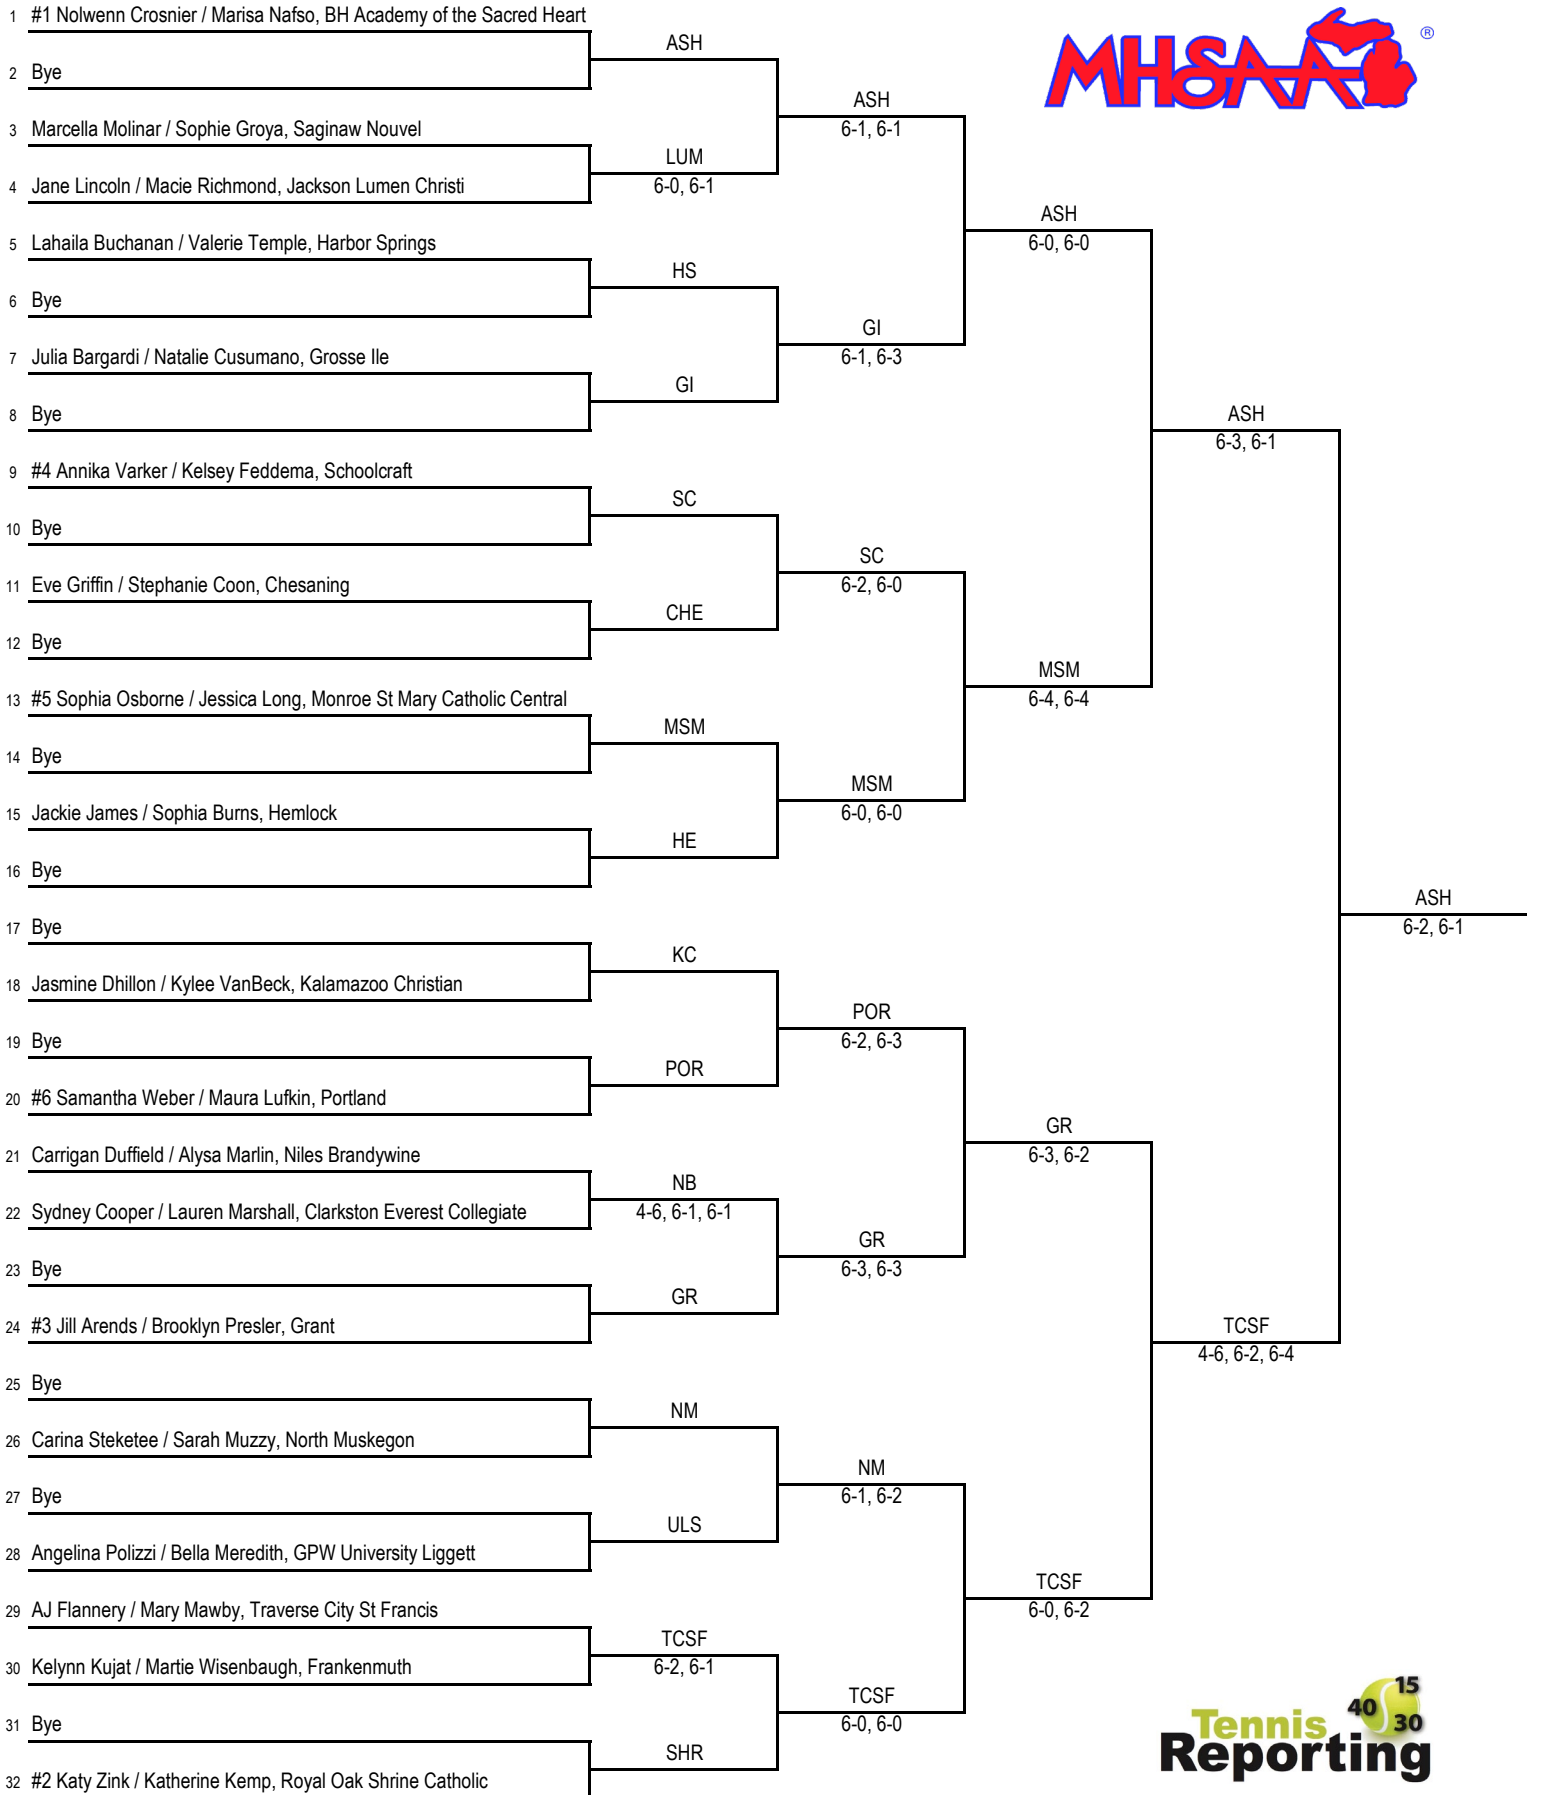 1 #1 Nolwenn Crosnier / Marisa Nafso, BH Academy of the Sacred Heart
ASH
2 Bye
ASH
6-1, 6-1
3 Marcella Molinar / Sophie Groya, Saginaw Nouvel
LUM
6-0, 6-1
4 Jane Lincoln / Macie Richmond, Jackson Lumen Christi
ASH
6-0, 6-0
5 Lahaila Buchanan / Valerie Temple, Harbor Springs
HS
6 Bye
GI
6-1, 6-3
7 Julia Bargardi / Natalie Cusumano, Grosse Ile
GI
8 Bye
ASH
6-3, 6-1
9 #4 Annika Varker / Kelsey Feddema, Schoolcraft
SC
10 Bye
SC
6-2, 6-0
11 Eve Griffin / Stephanie Coon, Chesaning
CHE
12 Bye
MSM
6-4, 6-4
13 #5 Sophia Osborne / Jessica Long, Monroe St Mary Catholic Central
MSM
14 Bye
MSM
6-0, 6-0
15 Jackie James / Sophia Burns, Hemlock
HE
16 Bye
ASH
6-2, 6-1
17 Bye
KC
18 Jasmine Dhillon / Kylee VanBeck, Kalamazoo Christian
POR
6-2, 6-3
19 Bye
POR
20 #6 Samantha Weber / Maura Lufkin, Portland
GR
6-3, 6-2
21 Carrigan Duffield / Alysa Marlin, Niles Brandywine
NB
4-6, 6-1, 6-1
22 Sydney Cooper / Lauren Marshall, Clarkston Everest Collegiate
GR
6-3, 6-3
23 Bye
GR
24 #3 Jill Arends / Brooklyn Presler, Grant
TCSF
4-6, 6-2, 6-4
25 Bye
NM
26 Carina Steketee / Sarah Muzzy, North Muskegon
NM
6-1, 6-2
27 Bye
ULS
28 Angelina Polizzi / Bella Meredith, GPW University Liggett
TCSF
6-0, 6-2
29 AJ Flannery / Mary Mawby, Traverse City St Francis
TCSF
6-2, 6-1
30 Kelynn Kujat / Martie Wisenbaugh, Frankenmuth
TCSF
6-0, 6-0
31 Bye
SHR
32 #2 Katy Zink / Katherine Kemp, Royal Oak Shrine Catholic
MHSAA ®
15
40
30
Tennis
Reporting